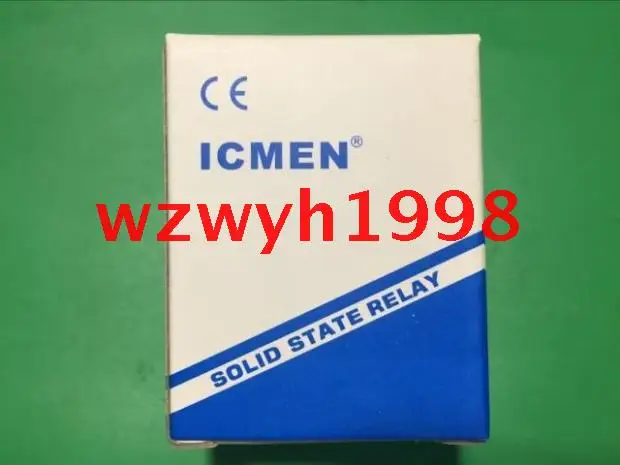 CE
ICMEN®
wzwyh1998
SOLID STATE RELAY